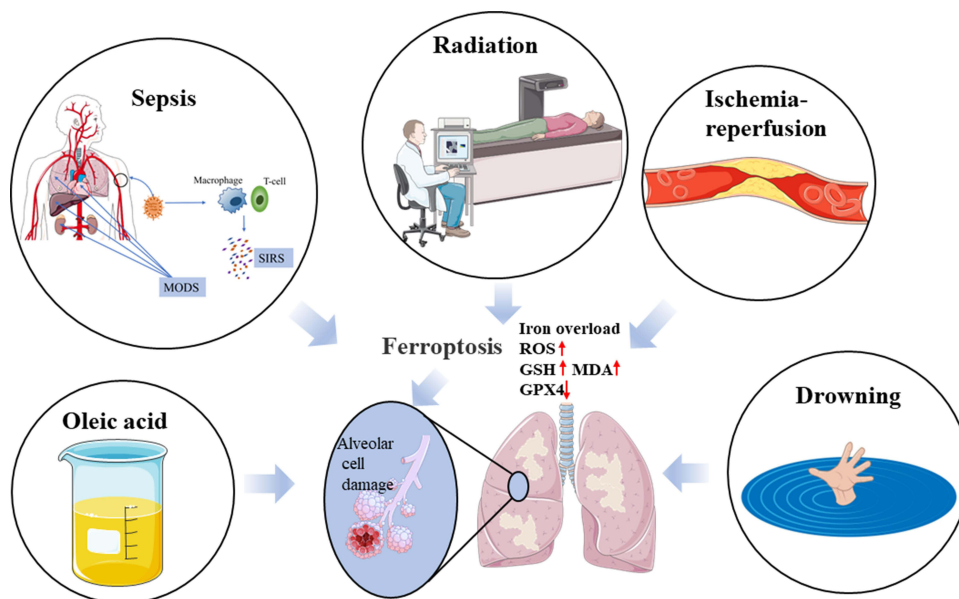 Sepsis
Macrophage
T-cell
SIRS
MODS
Radiation
Ischemia-
reperfusion
Ferroptosis
Iron overload
ROS↑
GSH↑ MDA↑
GPX4↓
Oleic acid
Alveolar
cell
damage
Drowning